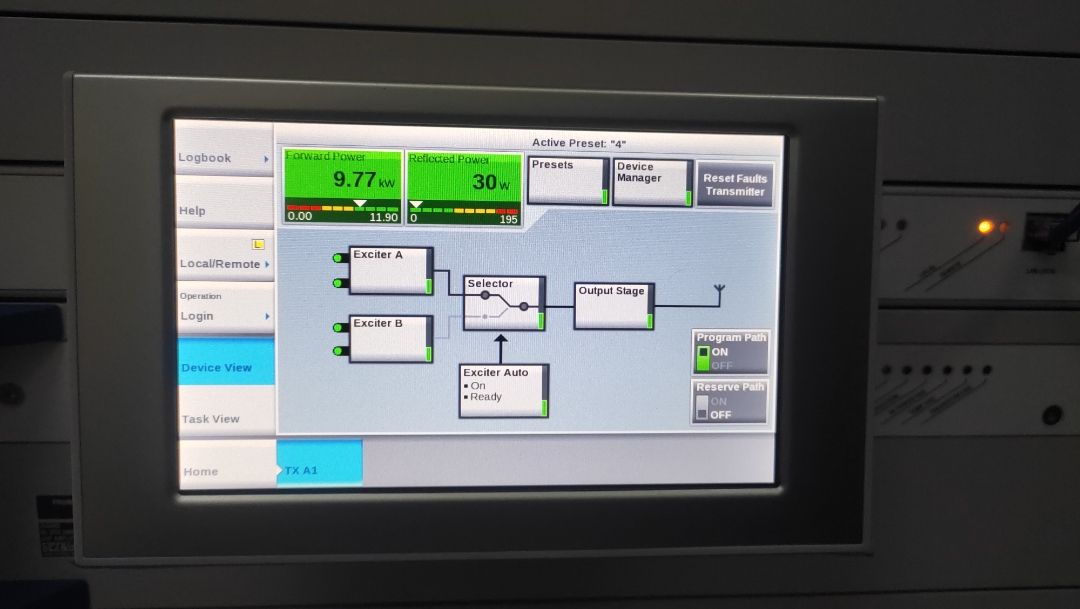 Active Preset: "4"
Logbook
Help
L
Local/Remote
Operation
Login
Device View
Task View
Home
TX A1
Forward Power
9.77 kW
0.00 11.90
Reflected Power
30 W
0 195
Presets
Device
Manager
Reset Faults
Transmitter
Exciter A
Exciter B
Selector
Output Stage
Exciter Auto
On
Ready
Program Path
ON
OFF
Reserve Path
ON
OFF